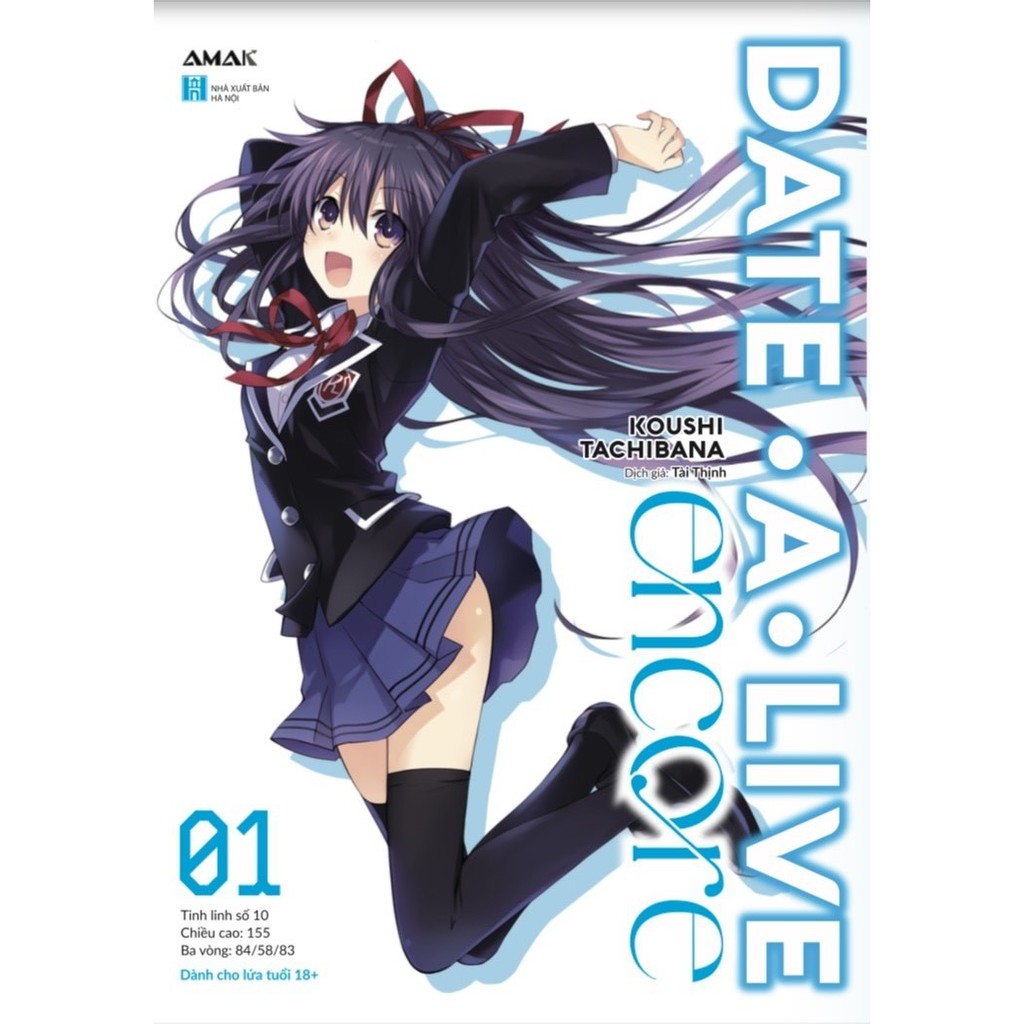 AMAK
NHÀ XUẤT BẢN
HÀ NỘI
DATE•A•LIVE
KOUSHI
TACHIBANA
Dịch giả: Tài Thịnh
encore
01
Tinh linh số 10
Chiều cao: 155
Ba vòng: 84/58/83
Dành cho lứa tuổi 18+